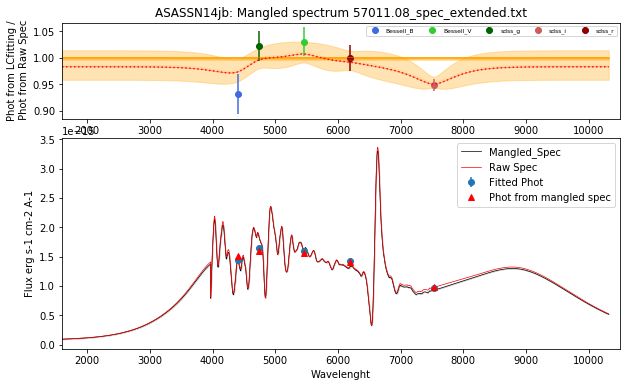 ASASSN14jb: Mangled spectrum 57011.08_spec_extended.txt
Phot from LCfitting /
Phot from Raw Spec
1.05
1.00
0.95
0.90
Bessell_B
Bessell_V
sdss_g
sdss_i
sdss_r
2000 3000 4000 5000 6000 7000 8000 9000 10000
1e−15
Flux erg s-1 cm-2 A-1
3.5
3.0
2.5
2.0
1.5
1.0
0.5
0.0
Mangled_Spec
Raw Spec
Fitted Phot
Phot from mangled spec
2000 3000 4000 5000 6000 7000 8000 9000 10000
Wavelenght